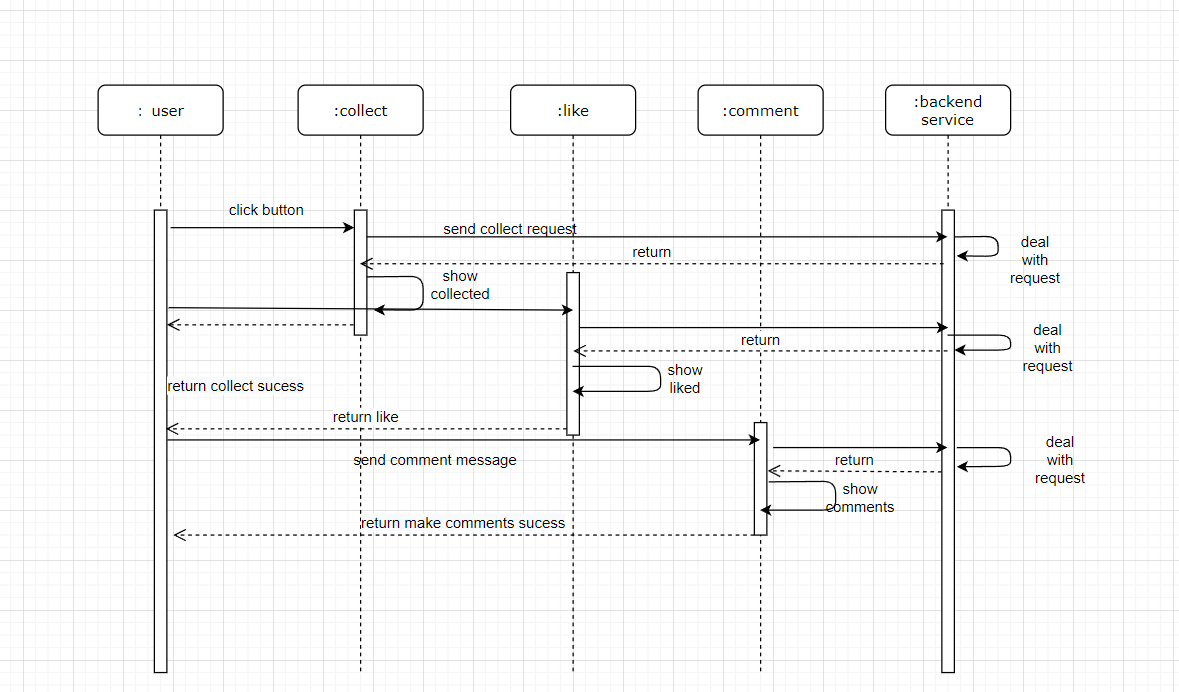 : user
:collect
:like
:comment
:backend
service
click button
send collect request
deal
with
request
return
show
collected
deal
with
request
return
show
liked
return collect sucess
return like
deal
with
request
send comment message
return
show
comments
return make comments sucess